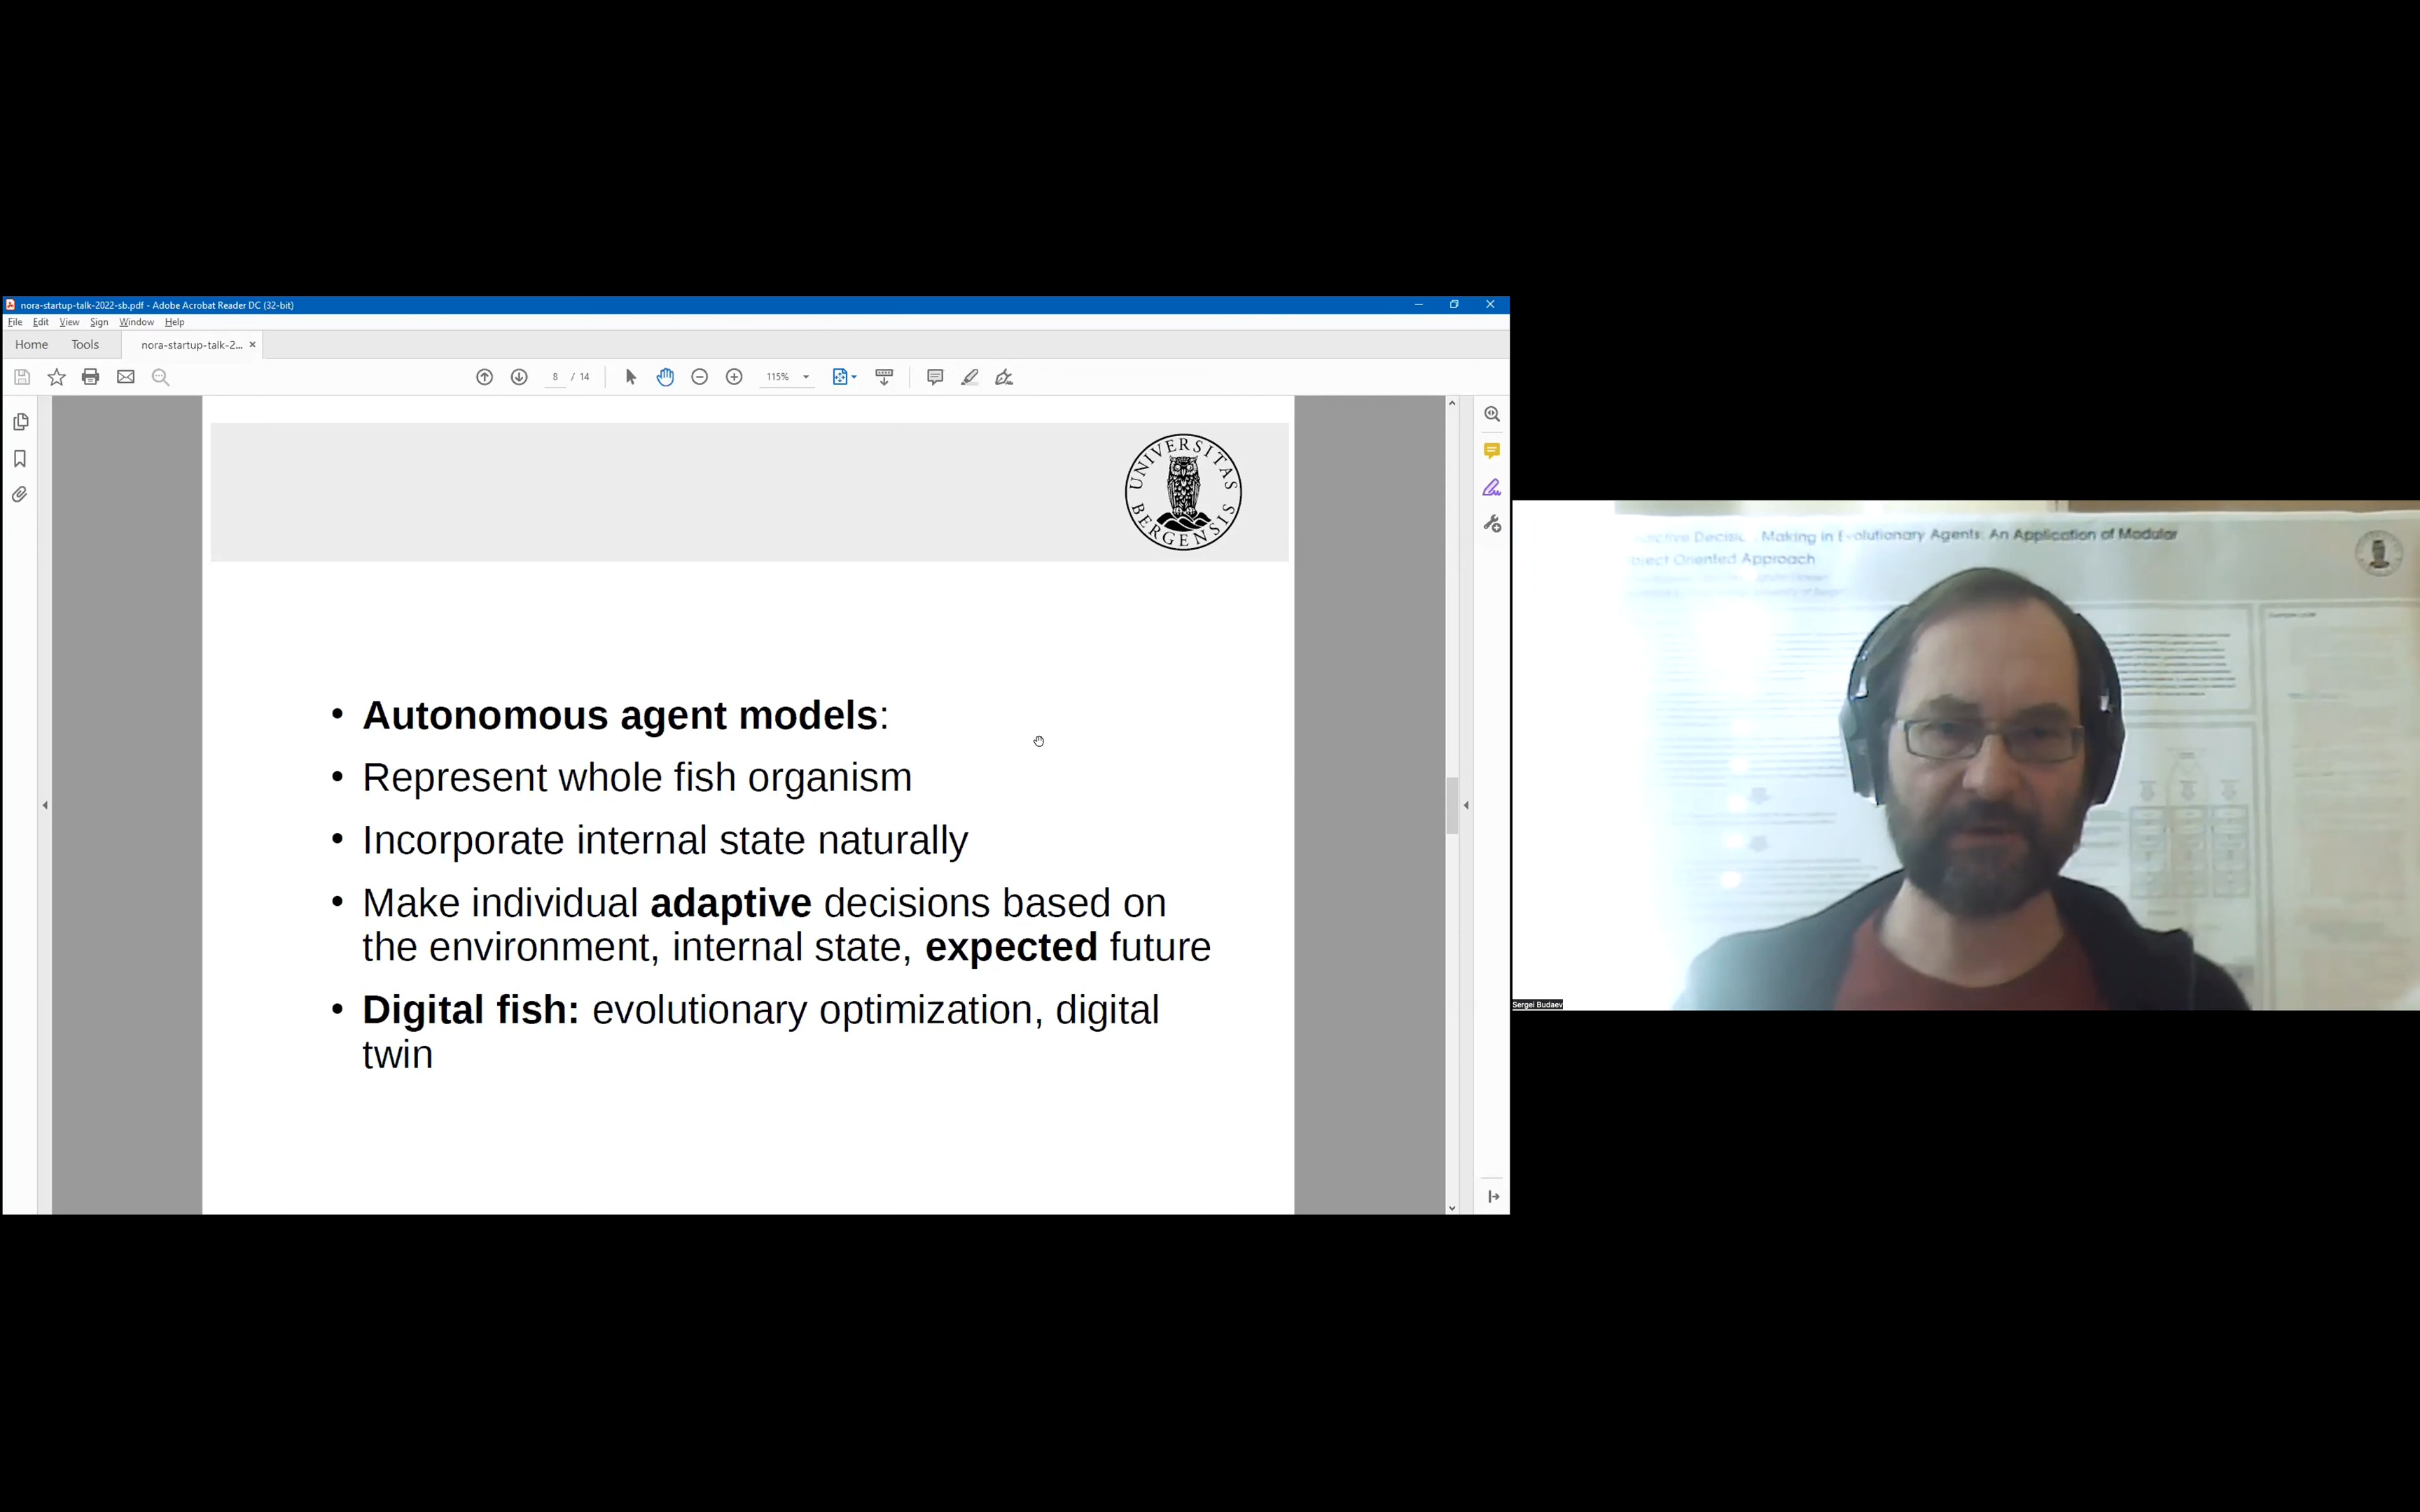 nora-startup-talk-2022-sb.pdf - Adobe Acrobat Reader DC (32-bit)
File Edit View Sign Window Help
Home Tools nora-startup-talk-2... ×
8 / 14 115%
UNIVERSITAS BERGENSIS
• Autonomous agent models:
• Represent whole fish organism
• Incorporate internal state naturally
• Make individual adaptive decisions based on
the environment, internal state, expected future
• Digital fish: evolutionary optimization, digital
twin
Making in Evolutionary Agents: An Application of Modular
Oriented Approach
Sergei Budaev